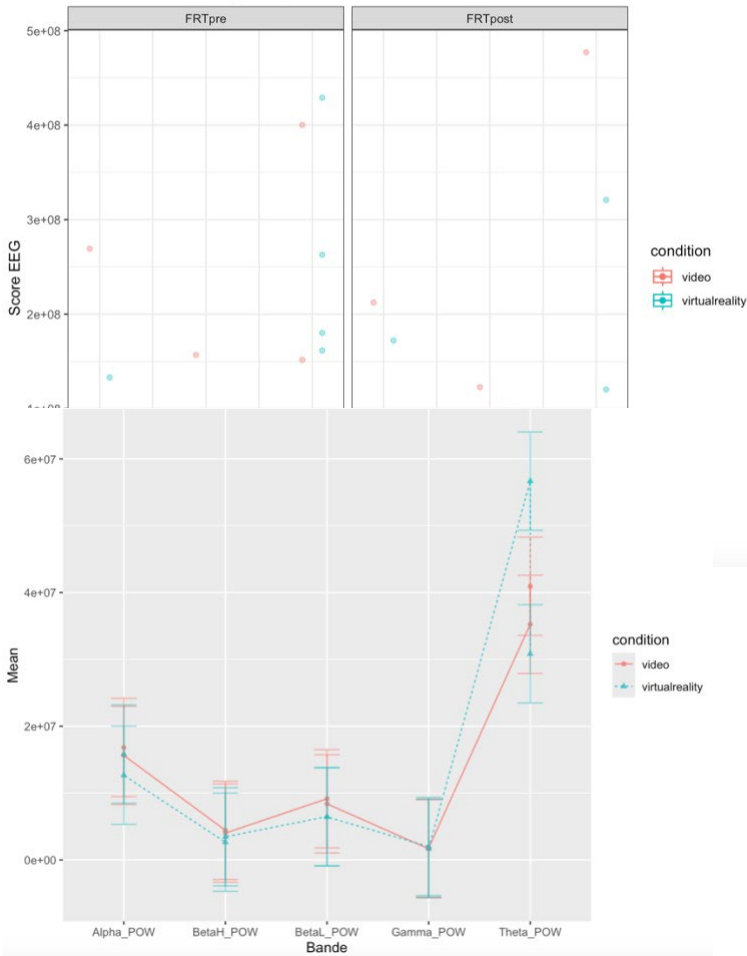 FRTpre
FRTpost
5e+08
4e+08
3e+08
2e+08
Score EEG
condition
video
virtualreality
6e+07
4e+07
2e+07
0e+00
Mean
condition
video
virtualreality
Alpha_POW BetaH_POW BetaL_POW Gamma_POW Theta_POW
Bande